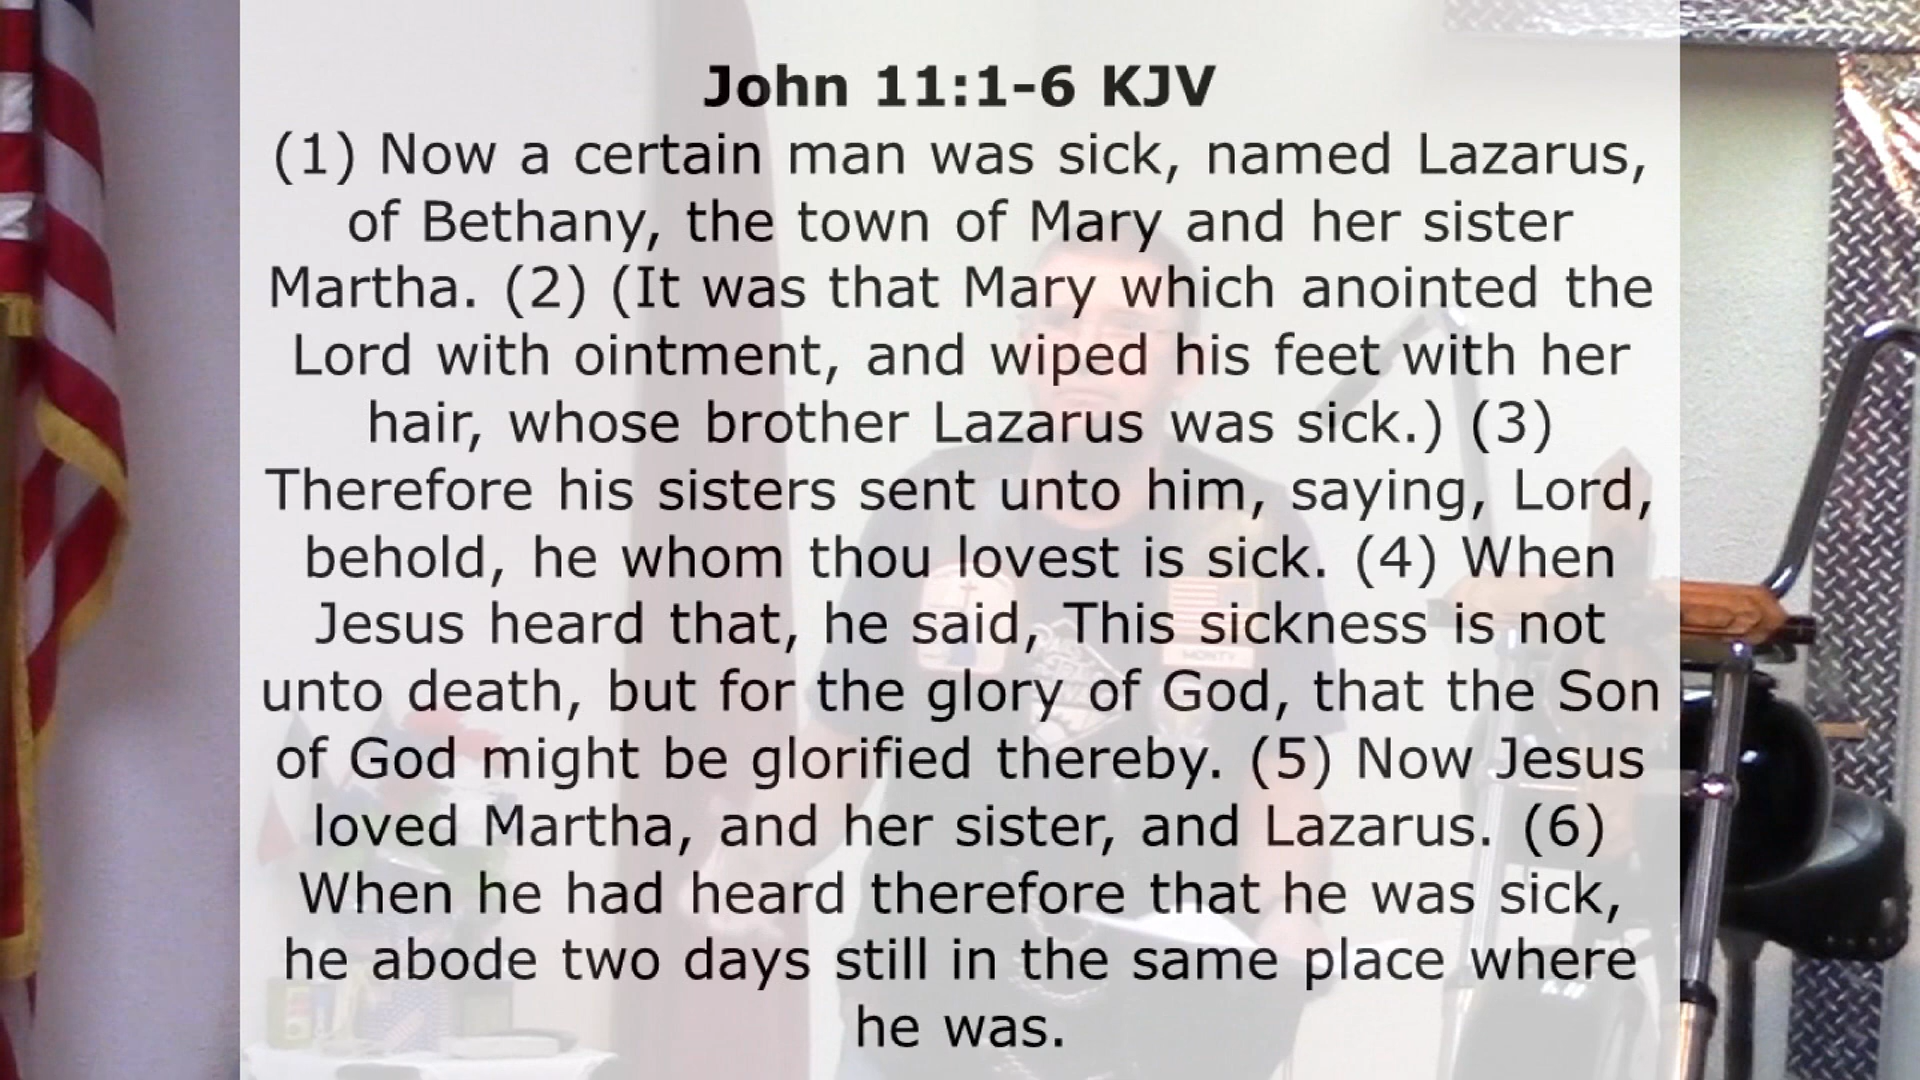 John 11:1-6 KJV
(1) Now a certain man was sick, named Lazarus,
of Bethany, the town of Mary and her sister
Martha. (2) (It was that Mary which anointed the
Lord with ointment, and wiped his feet with her
hair, whose brother Lazarus was sick.) (3)
Therefore his sisters sent unto him, saying, Lord,
behold, he whom thou lovest is sick. (4) When
Jesus heard that, he said, This sickness is not
unto death, but for the glory of God, that the Son
of God might be glorified thereby. (5) Now Jesus
loved Martha, and her sister, and Lazarus. (6)
When he had heard therefore that he was sick,
he abode two days still in the same place where
he was.
MONTY